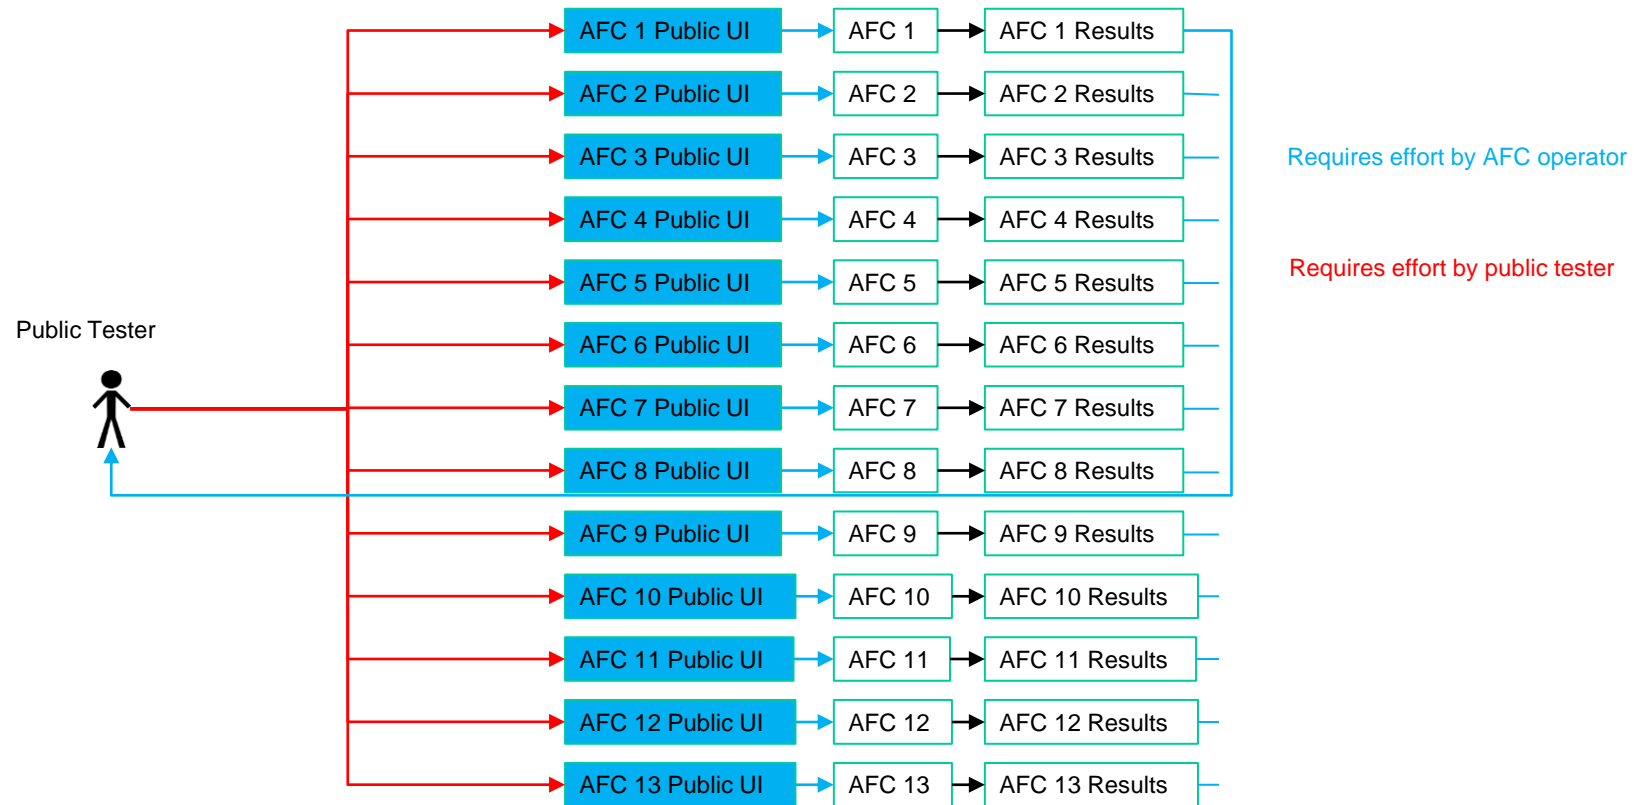 AFC 1 Public UI AFC 1 AFC 1 Results
AFC 2 Public UI AFC 2 AFC 2 Results
AFC 3 Public UI AFC 3 AFC 3 Results
Requires effort by AFC operator
AFC 4 Public UI AFC 4 AFC 4 Results
AFC 5 Public UI AFC 5 AFC 5 Results
Requires effort by public tester
Public Tester
AFC 6 Public UI AFC 6 AFC 6 Results
AFC 7 Public UI AFC 7 AFC 7 Results
AFC 8 Public UI AFC 8 AFC 8 Results
AFC 9 Public UI AFC 9 AFC 9 Results
AFC 10 Public UI AFC 10 AFC 10 Results
AFC 11 Public UI AFC 11 AFC 11 Results
AFC 12 Public UI AFC 12 AFC 12 Results
AFC 13 Public UI AFC 13 AFC 13 Results